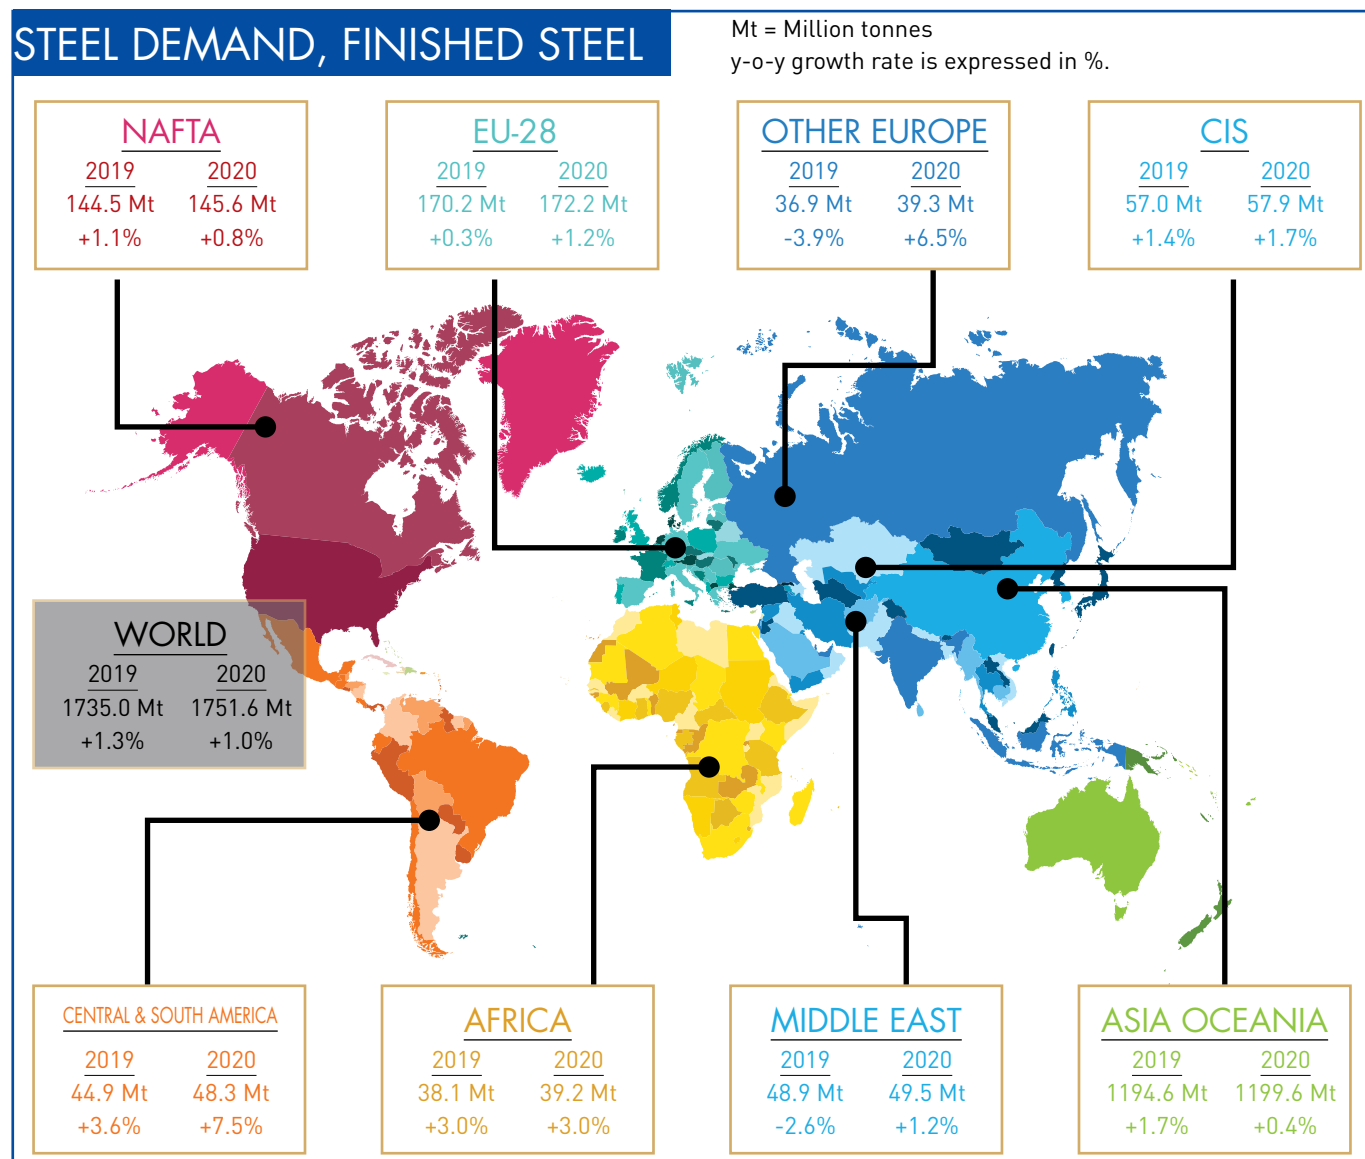 STEEL DEMAND, FINISHED STEEL
Mt = Million tonnes
y-o-y growth rate is expressed in %.
NAFTA
2019 2020
144.5 Mt 145.6 Mt
+1.1% +0.8%
EU-28
2019 2020
170.2 Mt 172.2 Mt
+0.3% +1.2%
OTHER EUROPE
2019 2020
36.9 Mt 39.3 Mt
-3.9% +6.5%
CIS
2019 2020
57.0 Mt 57.9 Mt
+1.4% +1.7%
WORLD
2019 2020
1735.0 Mt 1751.6 Mt
+1.3% +1.0%
CENTRAL & SOUTH AMERICA
2019 2020
44.9 Mt 48.3 Mt
+3.6% +7.5%
AFRICA
2019 2020
38.1 Mt 39.2 Mt
+3.0% +3.0%
MIDDLE EAST
2019 2020
48.9 Mt 49.5 Mt
-2.6% +1.2%
ASIA OCEANIA
2019 2020
1194.6 Mt 1199.6 Mt
+1.7% +0.4%